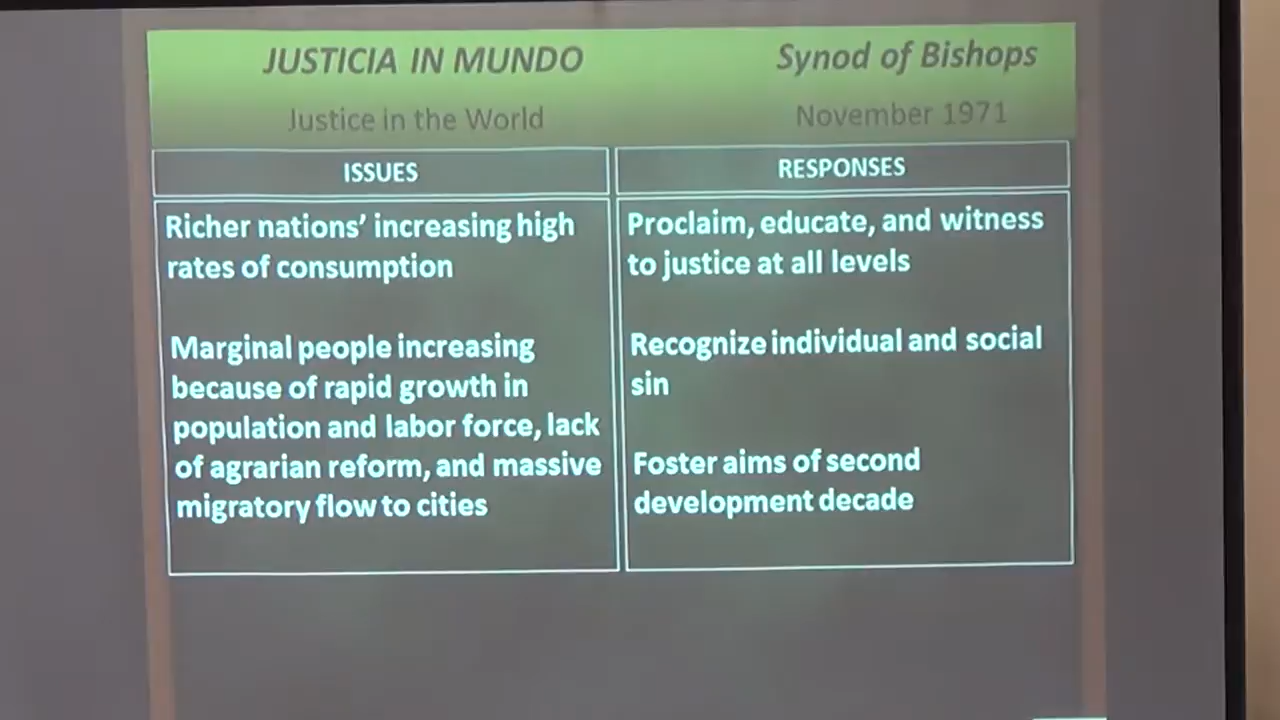 JUSTICIA IN MUNDO
Synod of Bishops
Justice in the World
November 1971
ISSUES
RESPONSES
Richer nations’ increasing high
rates of consumption
Marginal people increasing
because of rapid growth in
population and labor force, lack
of agrarian reform, and massive
migratory flow to cities
Proclaim, educate, and witness
to justice at all levels
Recognize individual and social
sin
Foster aims of second
development decade